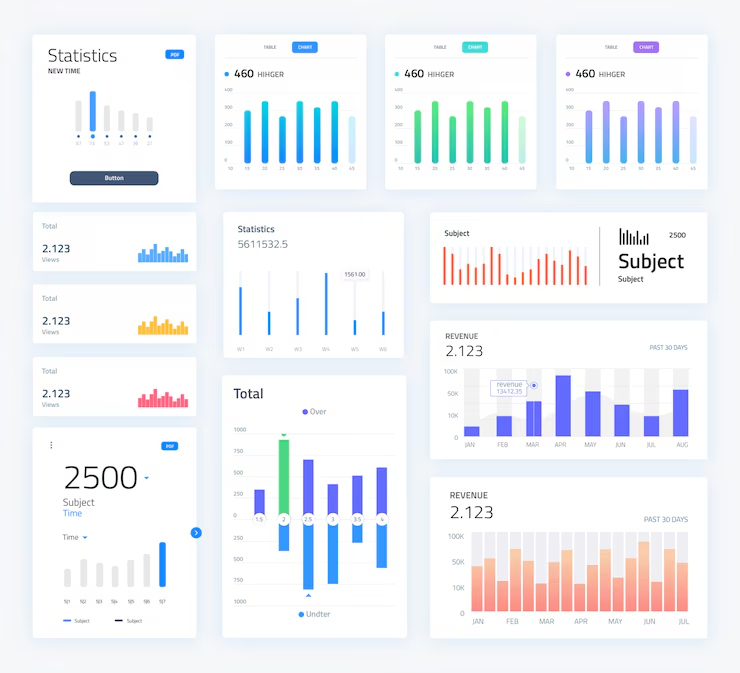 Statistics
PDF
NEW TIME
Button
TABLE
CHART
460 HIHGER
400
300
200
100
0
10 15 20 25 30 35 40 45
TABLE
CHART
460 HIHGER
400
300
200
100
0
10 15 20 25 30 35 40 45
TABLE
CHART
460 HIHGER
400
300
200
100
0
10 15 20 25 30 35 40 45
Total
2.123
Views
Total
2.123
Views
Total
2.123
Views
Statistics
5611532.5
1561.00
W1 W2 W3 W4 W5 W6
Subject
2500
Subject
Subject
REVENUE
2.123
PAST 30 DAYS
100K
50K
10K
0
revenue
13412.35
JAN FEB MAR APR MAY JUN JUL AUG
PDF
2500
Subject
Time
Time
Subject
Subject
Total
Over
1000
750
500
250
0
1.5 2 2.5 3 3.5 4
250
500
750
1000
Undter
REVENUE
2.123
PAST 30 DAYS
100K
50K
10K
0
JAN FEB MAR APR MAY JUN JUL